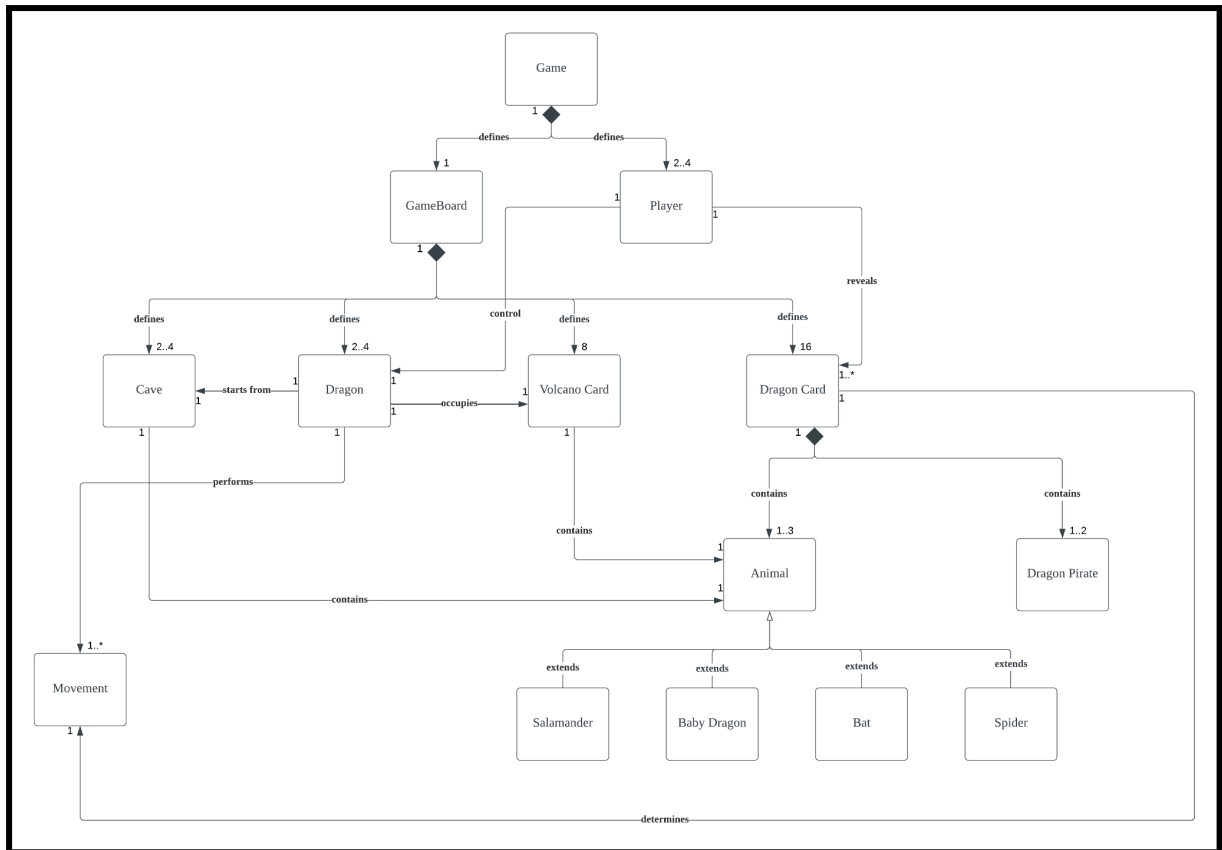 Game
1
defines
defines
1
2..4
GameBoard
Player
1
1
1
reveals
control
defines
defines
defines
defines
2..4
2..4
8
16
Cave
Dragon
Volcano Card
Dragon Card
starts from
1
1
1
1
occupies
1
1..*
1
1
1
1
1
performs
contains
contains
contains
1..3
1..2
1
Animal
Dragon Pirate
1
contains
1..*
Movement
1
extends
extends
extends
extends
Salamander
Baby Dragon
Bat
Spider
determines